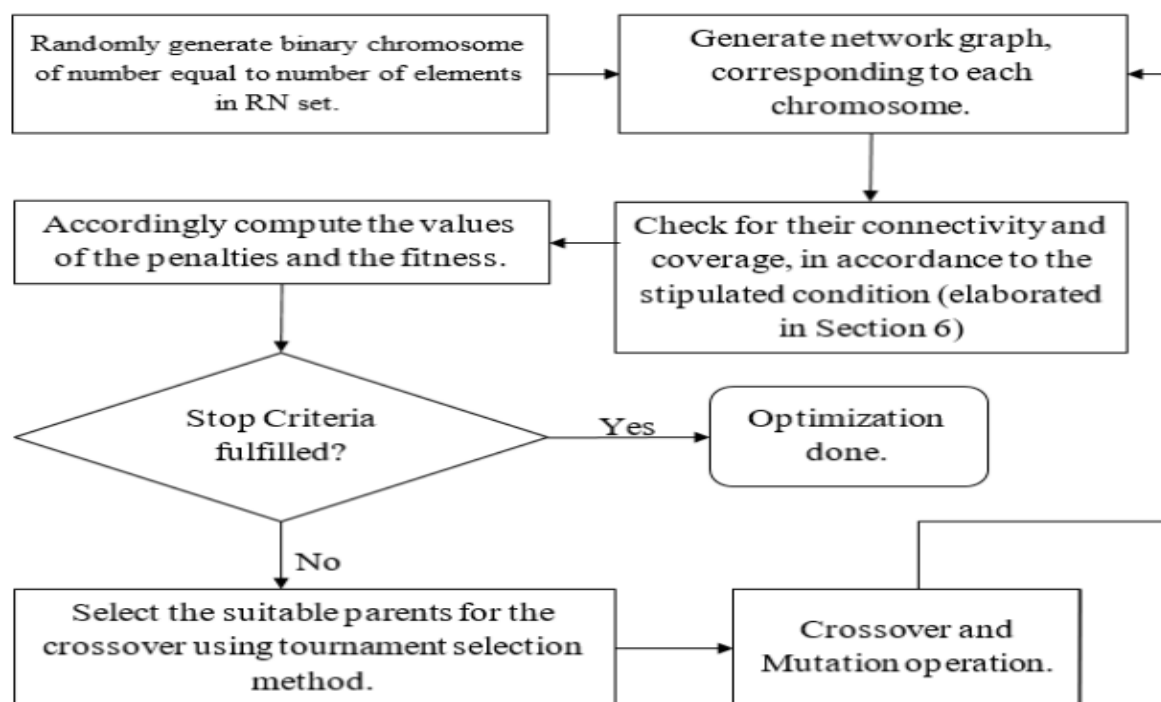 Randomly generate binary chromosome
of number equal to number of elements
in RN set.
Generate network graph,
corresponding to each
chromosome.
Accordingly compute the values
of the penalties and the fitness.
Check for their connectivity and
coverage, in accordance to the
stipulated condition (elaborated
in Section 6)
Stop Criteria
fulfilled?
Yes
Optimization
done.
No
Select the suitable parents for the
crossover using tournament selection
method.
Crossover and
Mutation operation.